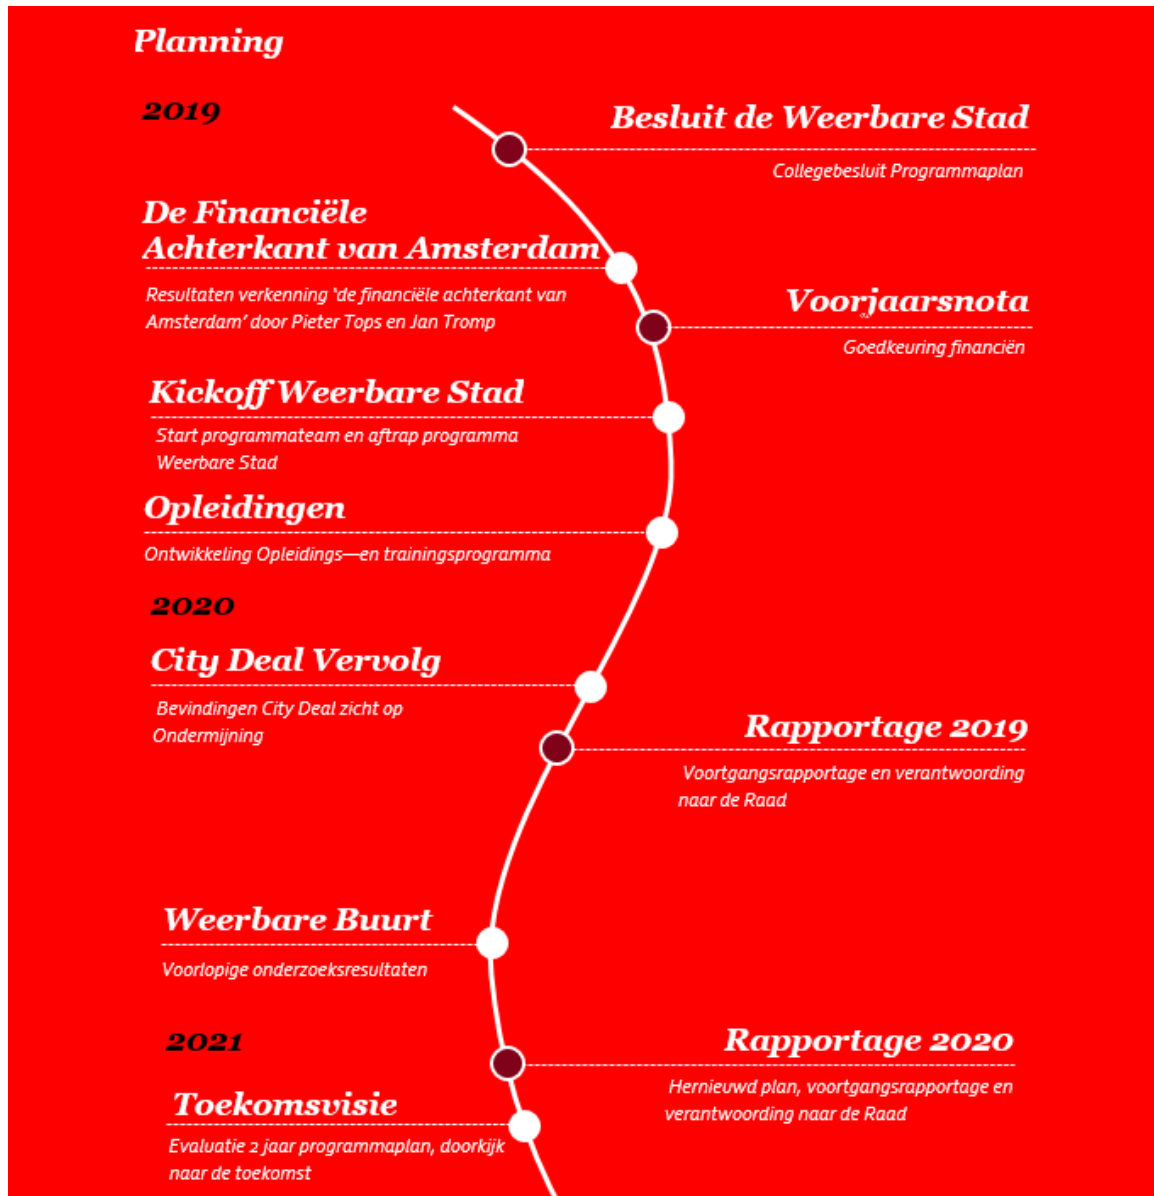 Planning
2019
Besluit de Weerbare Stad
Collegebesluit Programmaplan
De Financiële
Achterkant van Amsterdam
Resultaten verkenning ‘de financiële achterkant van
Amsterdam’ door Pieter Tops en Jan Tromp
Voorjaarsnota
Goedkeuring financiën
Kickoff Weerbare Stad
Start programmateam en aftrap programma
Weerbare Stad
Opleidingen
Ontwikkeling Opleidings—en trainingsprogramma
2020
City Deal Vervolg
Bevindingen City Deal zicht op
Ondermijning
Rapportage 2019
Voortgangsrapportage en verantwoording
naar de Raad
Weerbare Buurt
Voorlopige onderzoeksresultaten
2021
Rapportage 2020
Hernieuwd plan, voortgangsrapportage en
verantwoording naar de Raad
Toekomsvisie
Evaluatie 2 jaar programmaplan, doorkijk
naar de toekomst